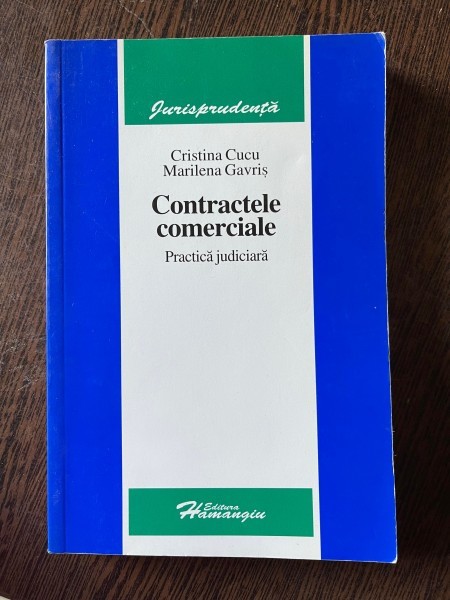 Jurisprudență
Cristina Cucu
Marilena Gavriș
Contractele
comerciale
Practică judiciară
Editura
Hamangiu